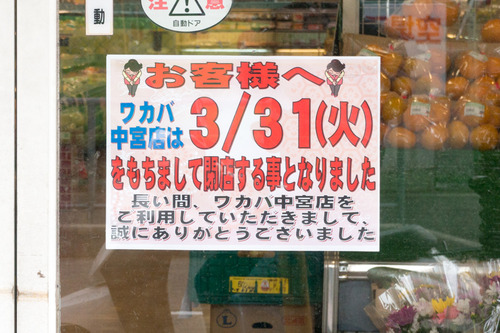 注意
自動ドア
動
お客様へ
ワカバ
中宮店は
3/31(火)
をもちまして閉店する事となりました
長い間、ワカバ中宮店を
ご利用していただきまして、
誠にありがとうございました